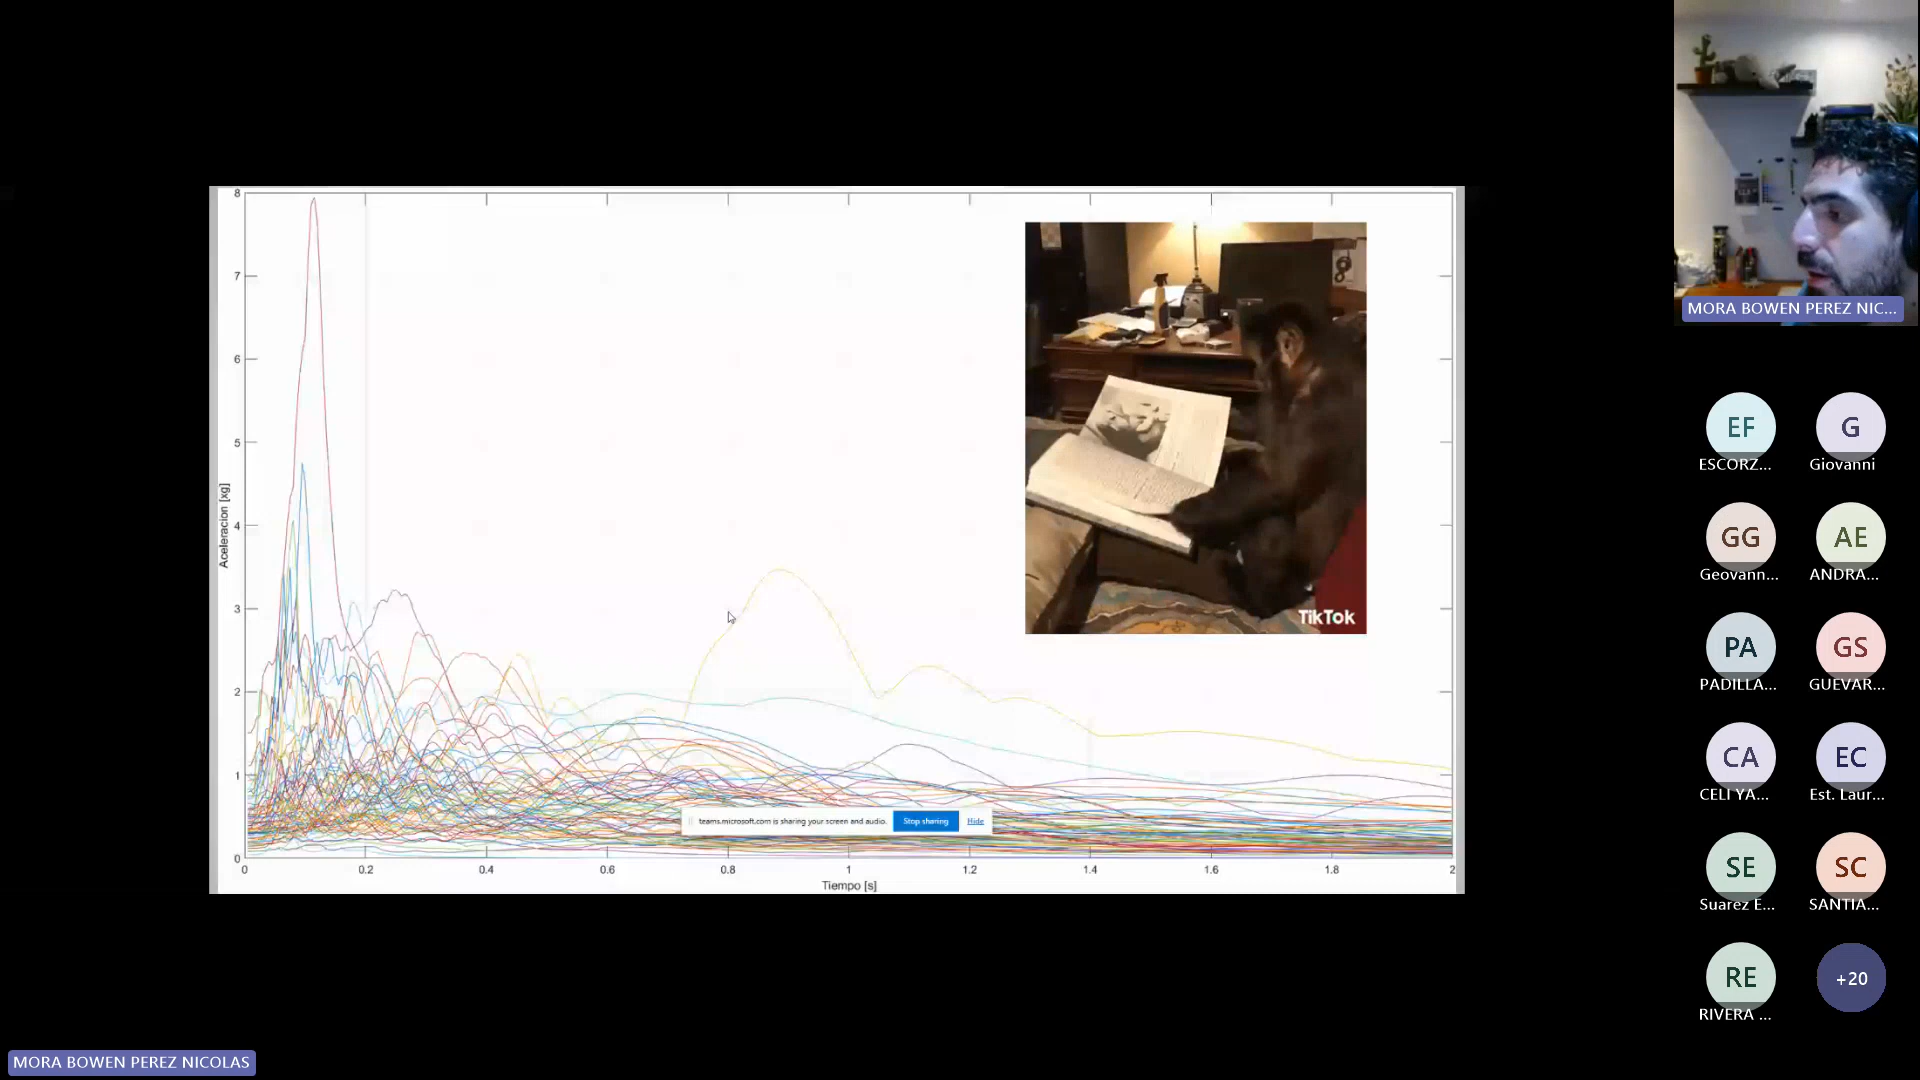 8
7
6
5
4
3
2
1
0
Aceleracion [xg]
0 0.2 0.4 0.6 0.8 1 1.2 1.4 1.6 1.8 2
Tiempo [s]
TikTok
teams.microsoft.com is sharing your screen and audio. Stop sharing Hide
MORA BOWEN PEREZ NIC...
EF G
ESCORZ... Giovanni
GG AE
Geovann... ANDRA...
PA GS
PADILLA... GUEVAR...
CA EC
CELI YA... Est. Laur...
SE SC
Suarez E... SANTIA...
RE +20
RIVERA ...
MORA BOWEN PEREZ NICOLAS